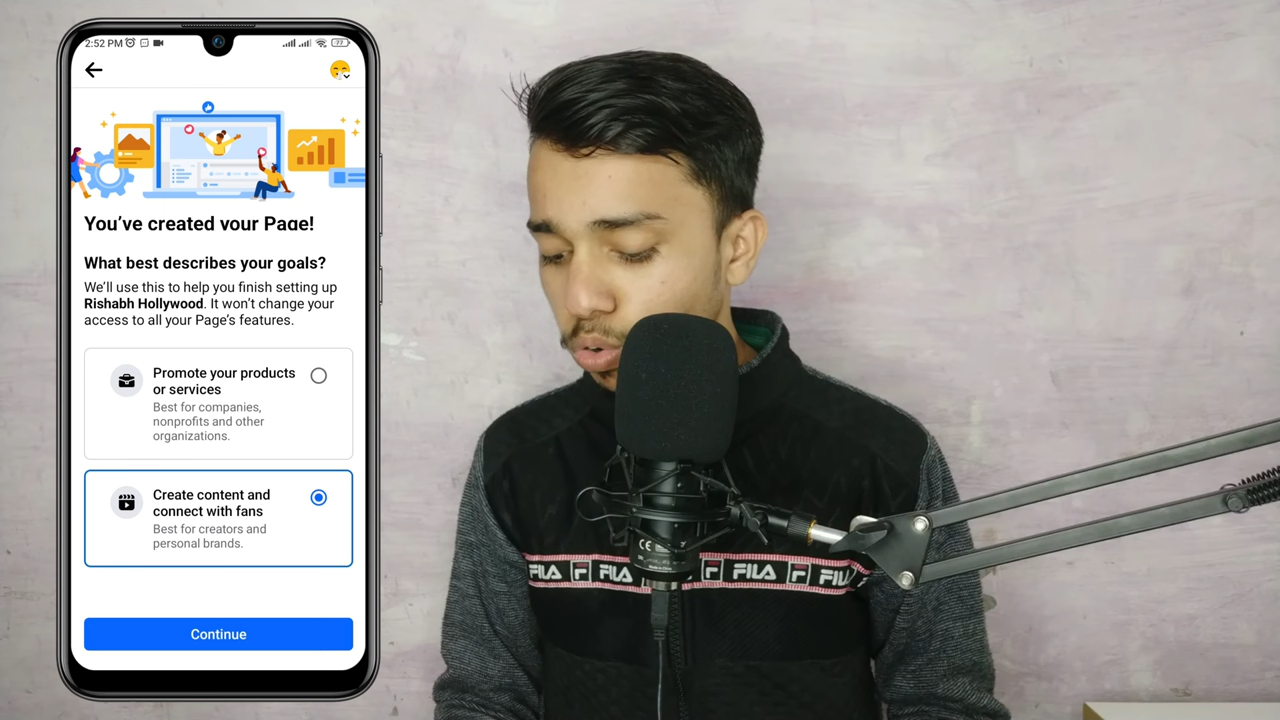 2:52 PM
77
You've created your Page!
What best describes your goals?
We'll use this to help you finish setting up
Rishabh Hollywood. It won't change your
access to all your Page's features.
Promote your products
or services
Best for companies,
nonprofits and other
organizations.
Create content and
connect with fans
Best for creators and
personal brands.
Continue
CE
FILA F FILA F FILA F FIL